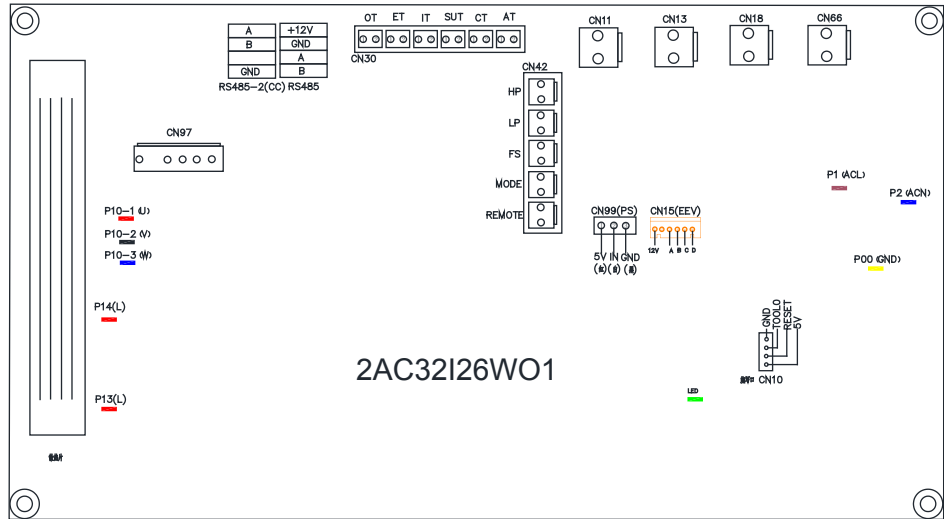 OT ET IT SUT CT AT
CN30
A +12V
B GND
A
GND B
RS485-2(CC) RS485
CN11
CN13
CN18
CN66
CN42
HP
LP
FS
MODE
REMOTE
CN97
P10-1 (U)
P10-2 (V)
P10-3 (W)
P14(L)
P13(L)
CN99(PS)
5V IN GND
CN15(EEV)
12V A B C D
P1 (ACL)
P2 (ACN)
P00 (GND)
GND
TOOL0
RESET
5V
CN10
LED
2AC32I26WO1